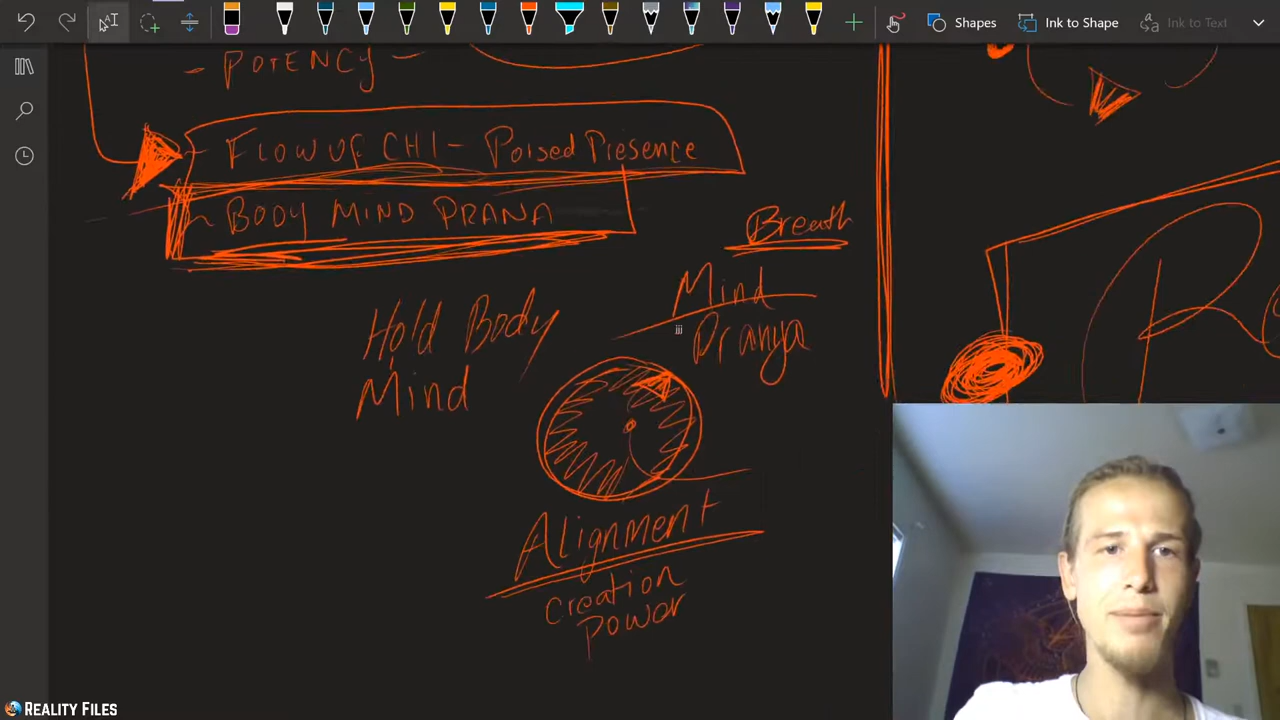 Shapes
Ink to Shape
Ink to Text
- POTENCY -
- FLOW OF CHI - Poised Presence
- BODY MIND PRANA
Breath
Mind
Pranya
Hold Body
Mind
Alignment
Creation
Power
REALITY FILES